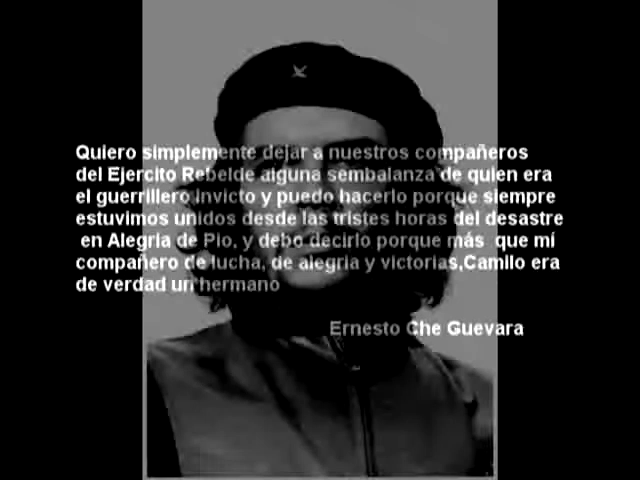 Quiero simplemente dejar a nuestros compañeros
del Ejercito Rebelde alguna sembalanza de quien era
el guerrillero invicto y puedo hacerlo porque siempre
estuvimos unidos desde las tristes horas del desastre
en Alegria de Pio, y debo decirlo porque más que mí
compañero de lucha, de alegria y victorias,Camilo era
de verdad un hermano
Ernesto Che Guevara